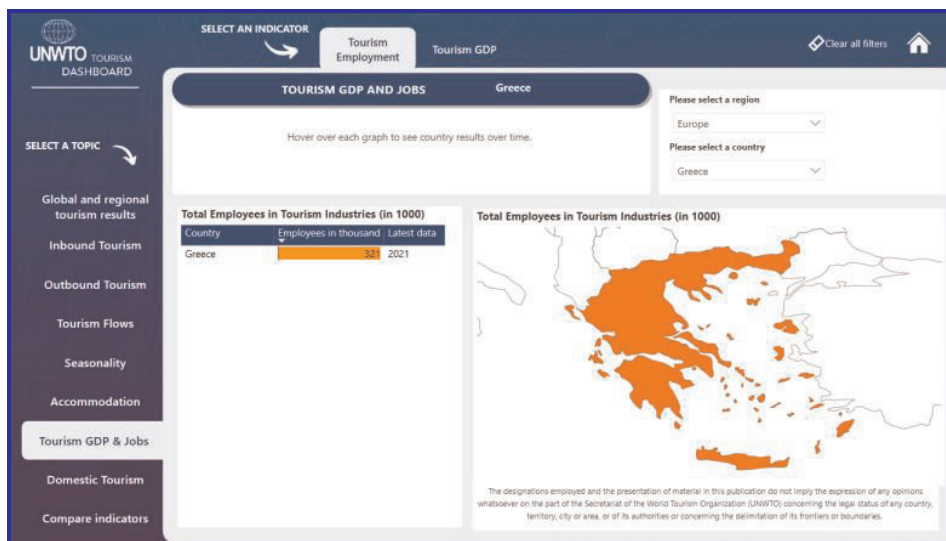 UNWTO TOURISM
DASHBOARD
SELECT AN INDICATOR
Tourism
Employment
Tourism GDP
Clear all filters
SELECT A TOPIC
Global and regional
tourism results
Inbound Tourism
Outbound Tourism
Tourism Flows
Seasonality
Accommodation
Tourism GDP & Jobs
Domestic Tourism
Compare indicators
TOURISM GDP AND JOBS Greece
Hover over each graph to see country results over time.
Please select a region
Europe
Please select a country
Greece
Total Employees in Tourism Industries (in 1000)
Country Employees in thousand Latest data
Greece 321 2021
Total Employees in Tourism Industries (in 1000)
The designations employed and the presentation of material in this publication do not imply the expression of any opinions
whatsoever on the part of the Secretariat of the World Tourism Organization (UNWTO) concerning the legal status of any country,
territory, city or area, or of its authorities or concerning the delimitation of its frontiers or boundaries.